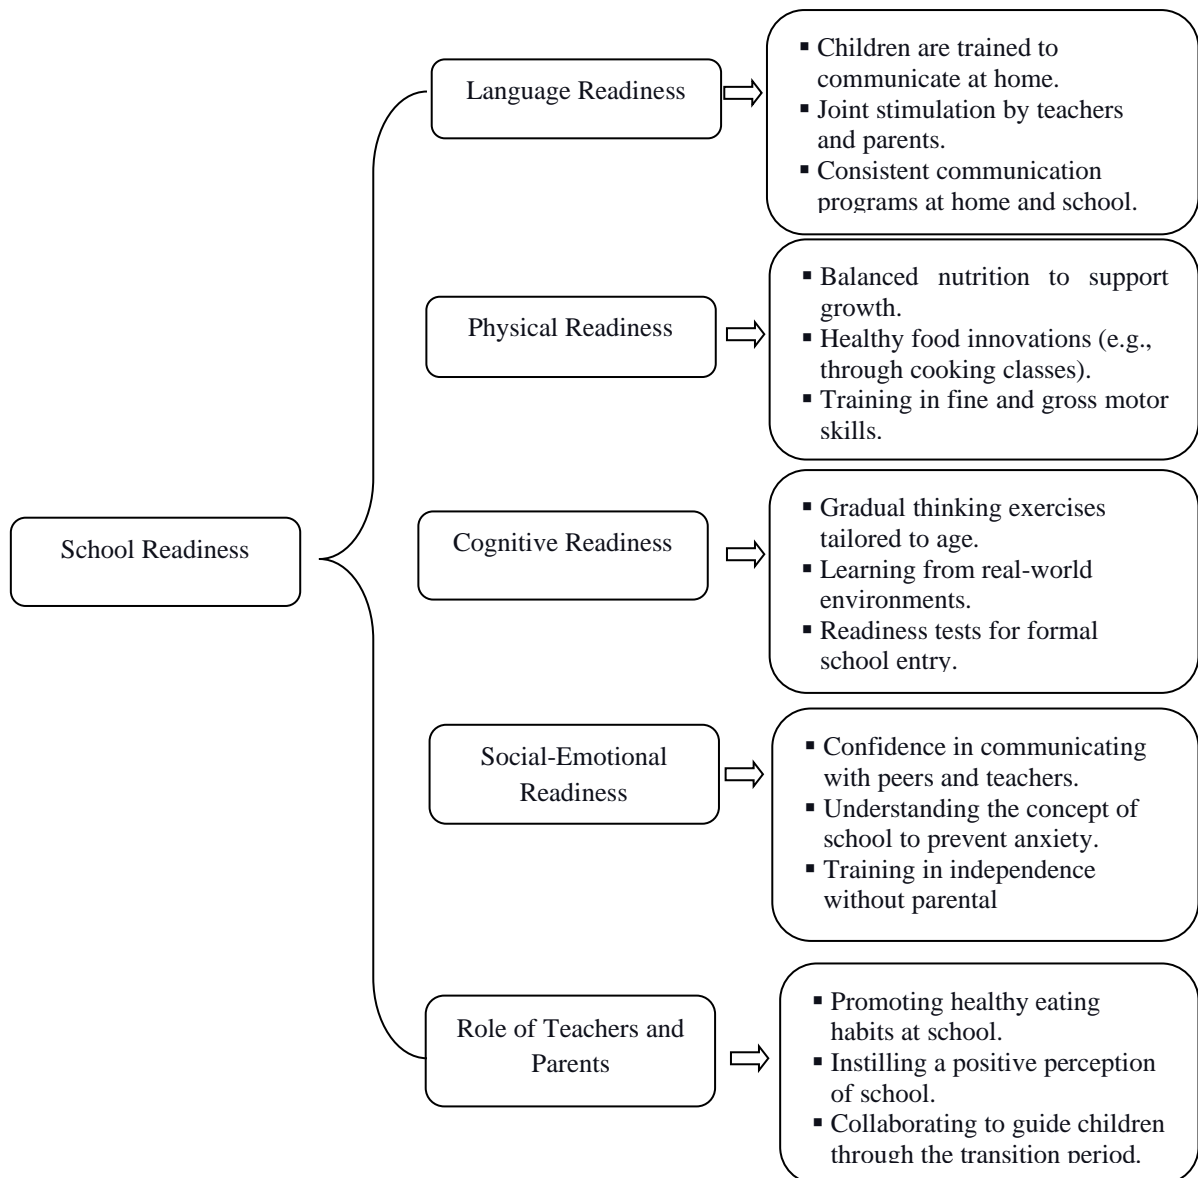 Language Readiness
▪ Children are trained to
communicate at home.
▪ Joint stimulation by teachers
and parents.
▪ Consistent communication
programs at home and school.
Physical Readiness
▪ Balanced nutrition to support
growth.
▪ Healthy food innovations (e.g.,
through cooking classes).
▪ Training in fine and gross motor
skills.
School Readiness
Cognitive Readiness
▪ Gradual thinking exercises
tailored to age.
▪ Learning from real-world
environments.
▪ Readiness tests for formal
school entry.
Social-Emotional
Readiness
▪ Confidence in communicating
with peers and teachers.
▪ Understanding the concept of
school to prevent anxiety.
▪ Training in independence
without parental
Role of Teachers and
Parents
▪ Promoting healthy eating
habits at school.
▪ Instilling a positive perception
of school.
▪ Collaborating to guide children
through the transition period.